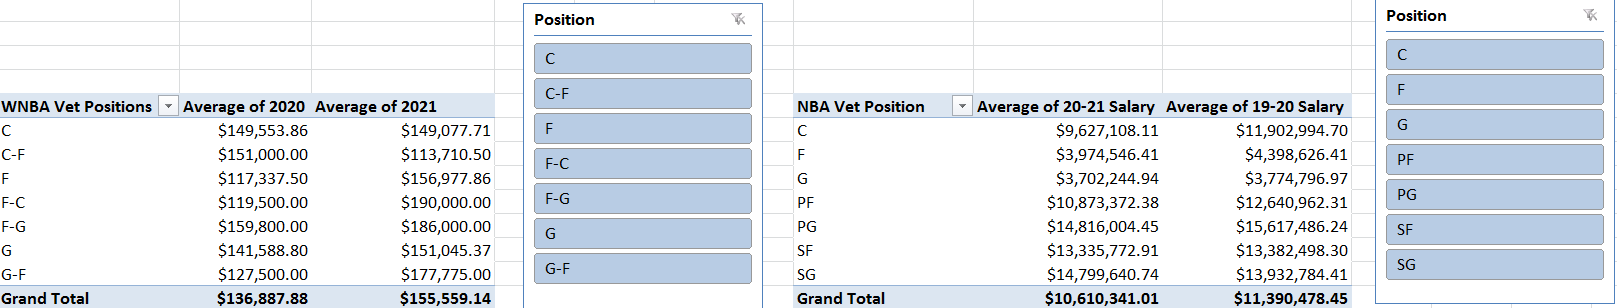 WNBA Vet Positions Average of 2020 Average of 2021
C $149,553.86 $149,077.71
C-F $151,000.00 $113,710.50
F $117,337.50 $156,977.86
F-C $119,500.00 $190,000.00
F-G $159,800.00 $186,000.00
G $141,588.80 $151,045.37
G-F $127,500.00 $177,775.00
Grand Total $136,887.88 $155,559.14
Position
C
C-F
F
F-C
F-G
G
G-F
NBA Vet Position Average of 20-21 Salary Average of 19-20 Salary
C $9,627,108.11 $11,902,994.70
F $3,974,546.41 $4,398,626.41
G $3,702,244.94 $3,774,796.97
PF $10,873,372.38 $12,640,962.31
PG $14,816,004.45 $15,617,486.24
SF $13,335,772.91 $13,382,498.30
SG $14,799,640.74 $13,932,784.41
Grand Total $10,610,341.01 $11,390,478.45
Position
C
F
G
PF
PG
SF
SG